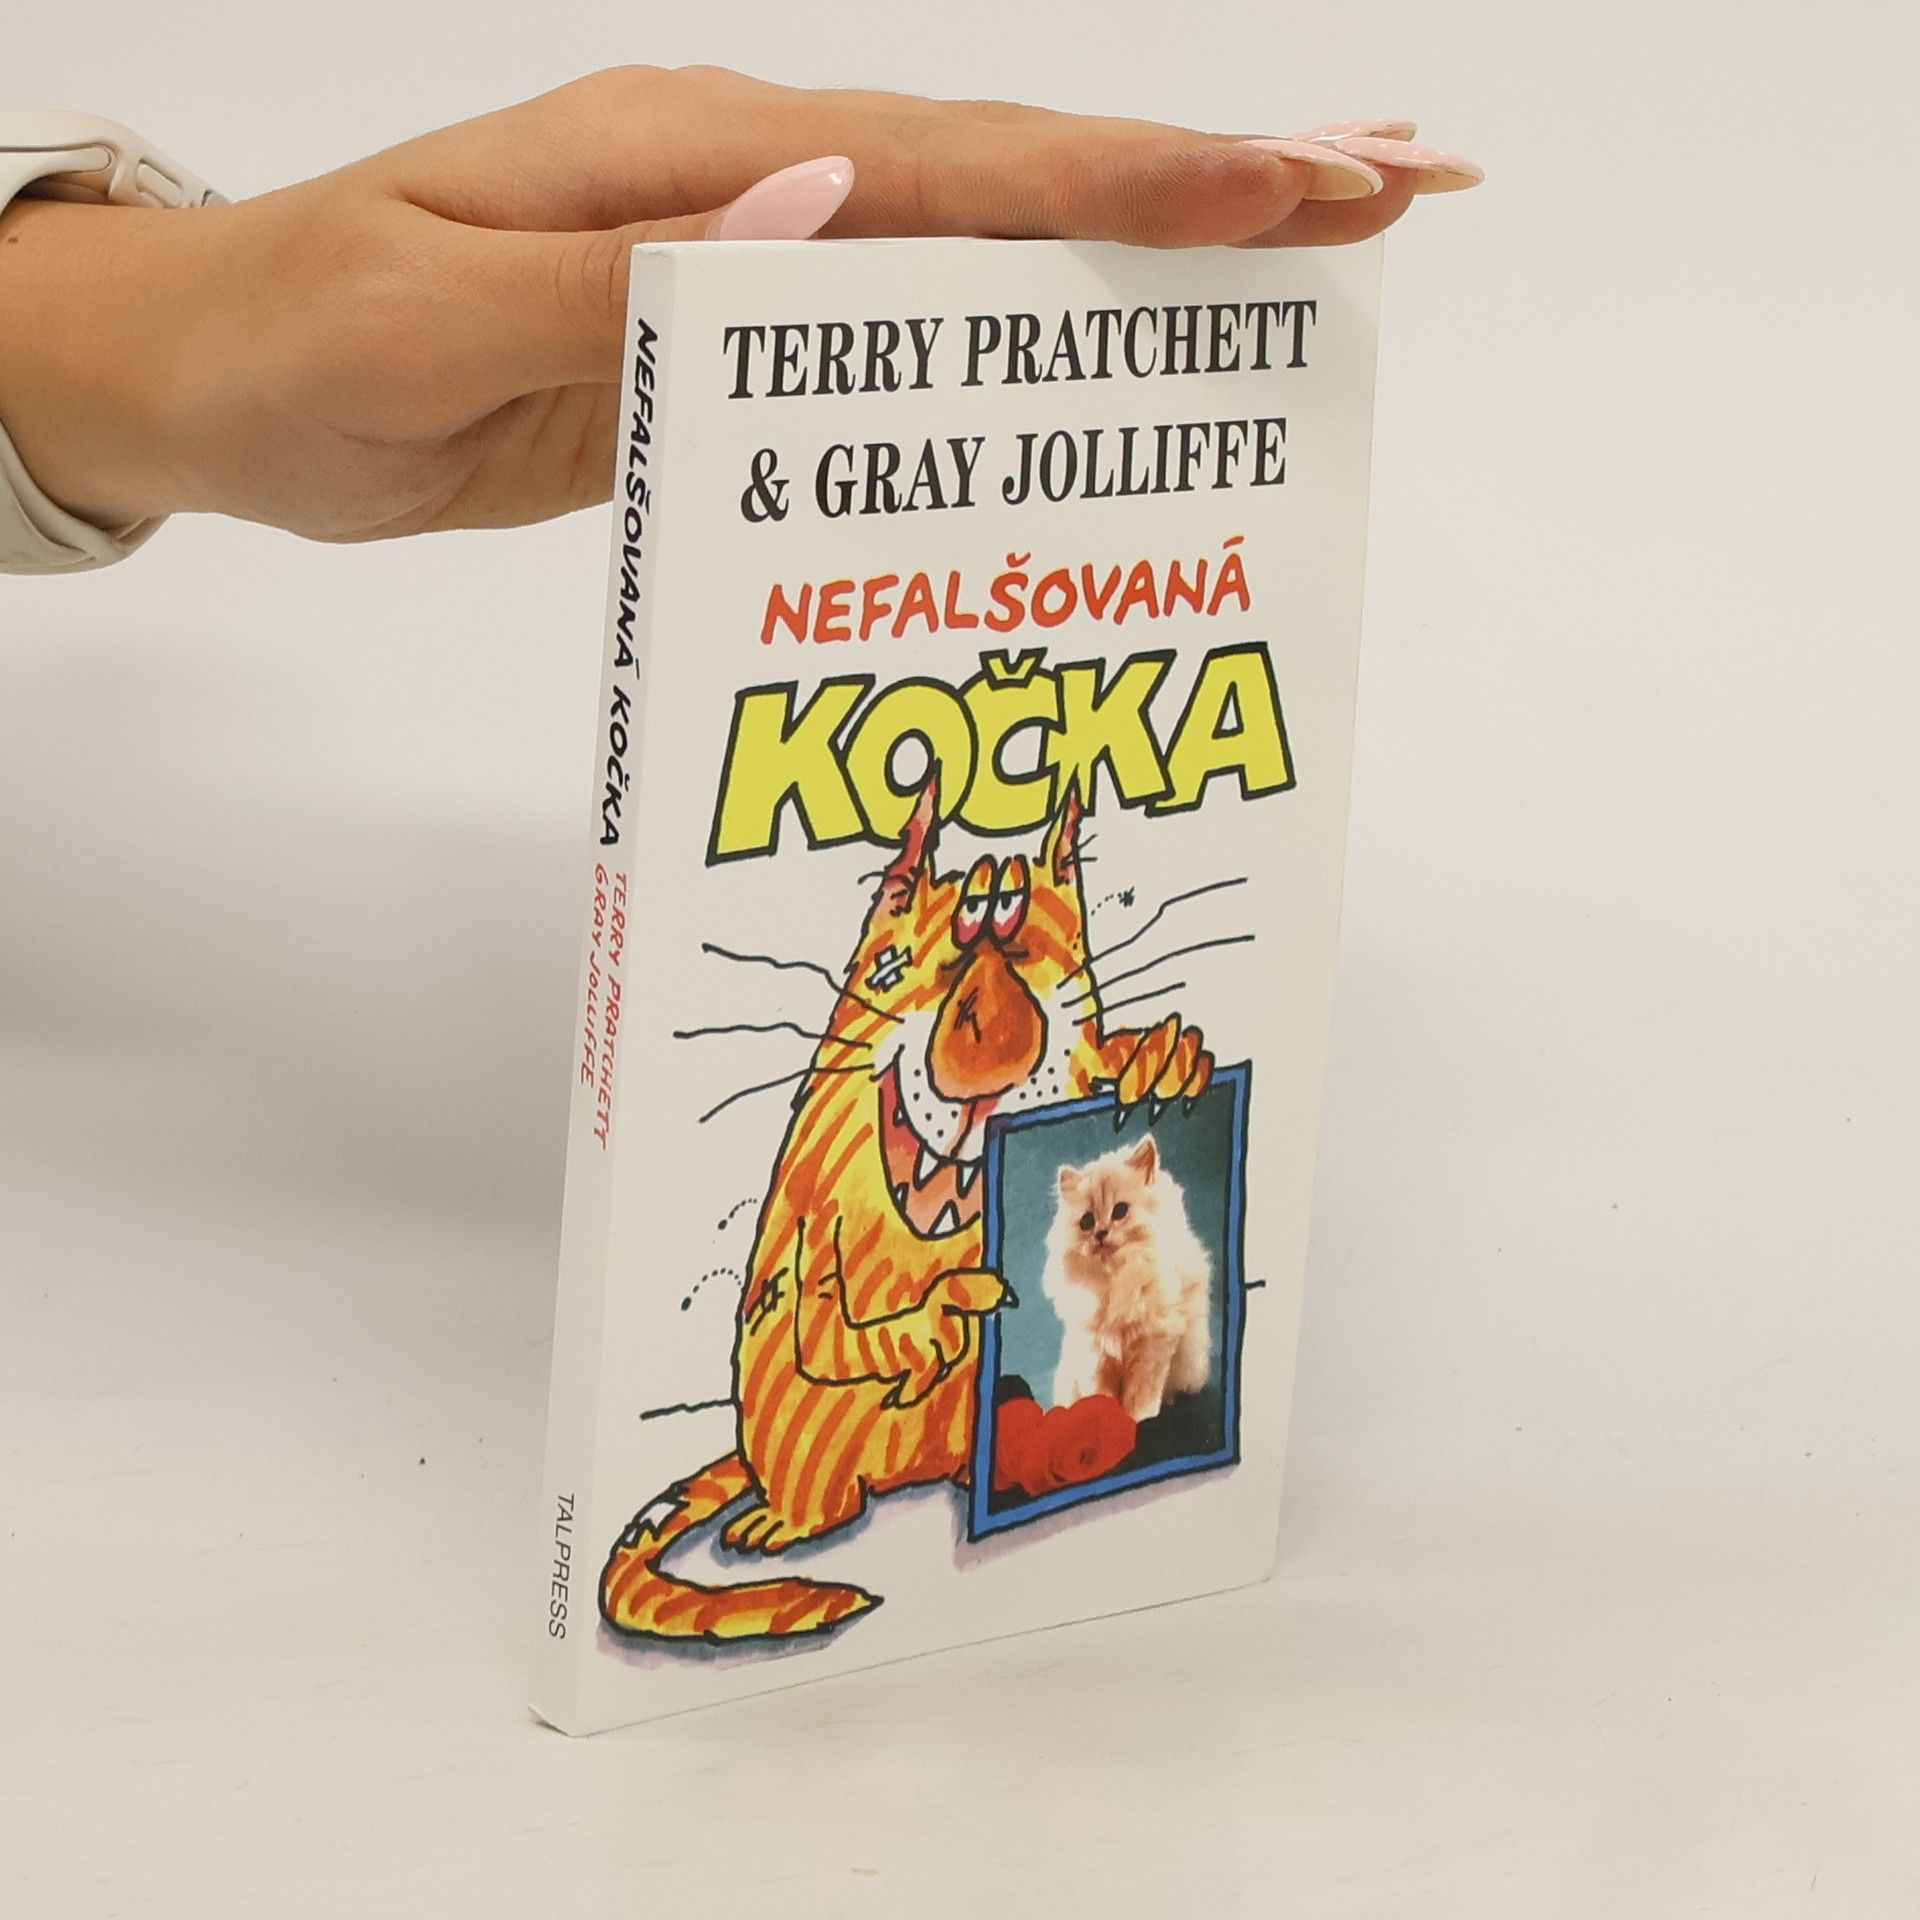 TERRY PRATCHETT
& GRAY JOLLIFFE
NEFALŠOVANÁ
KOČKA
NEFALŠOVANÁ KOČKA
TERRY PRATCHETT
GRAY JOLLIFFE
TALPRESS